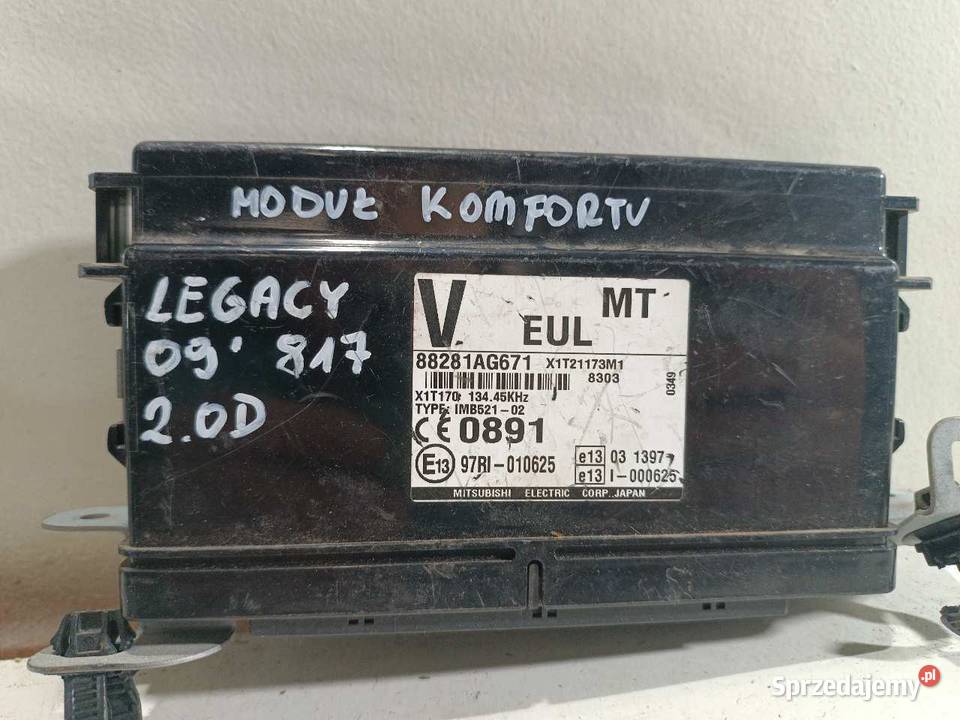 MODUŁ KOMFORTU
LEGACY
09' 817
2.0D
V MT
EUL
88281AG671 X1T21173M1
8303
X1T170 134.45KHz
TYPE: IMB521-02
0349
CE 0891
E13 97RI-010625
e13 03 1397
e13 I-000625
MITSUBISHI ELECTRIC CORP. JAPAN
Sprzedajemy.pl